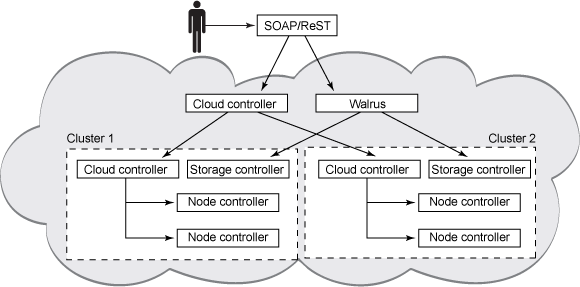 SOAP/ReST
Cloud controller
Walrus
Cluster 1
Cluster 2
Cloud controller
Storage controller
Cloud controller
Storage controller
Node controller
Node controller
Node controller
Node controller